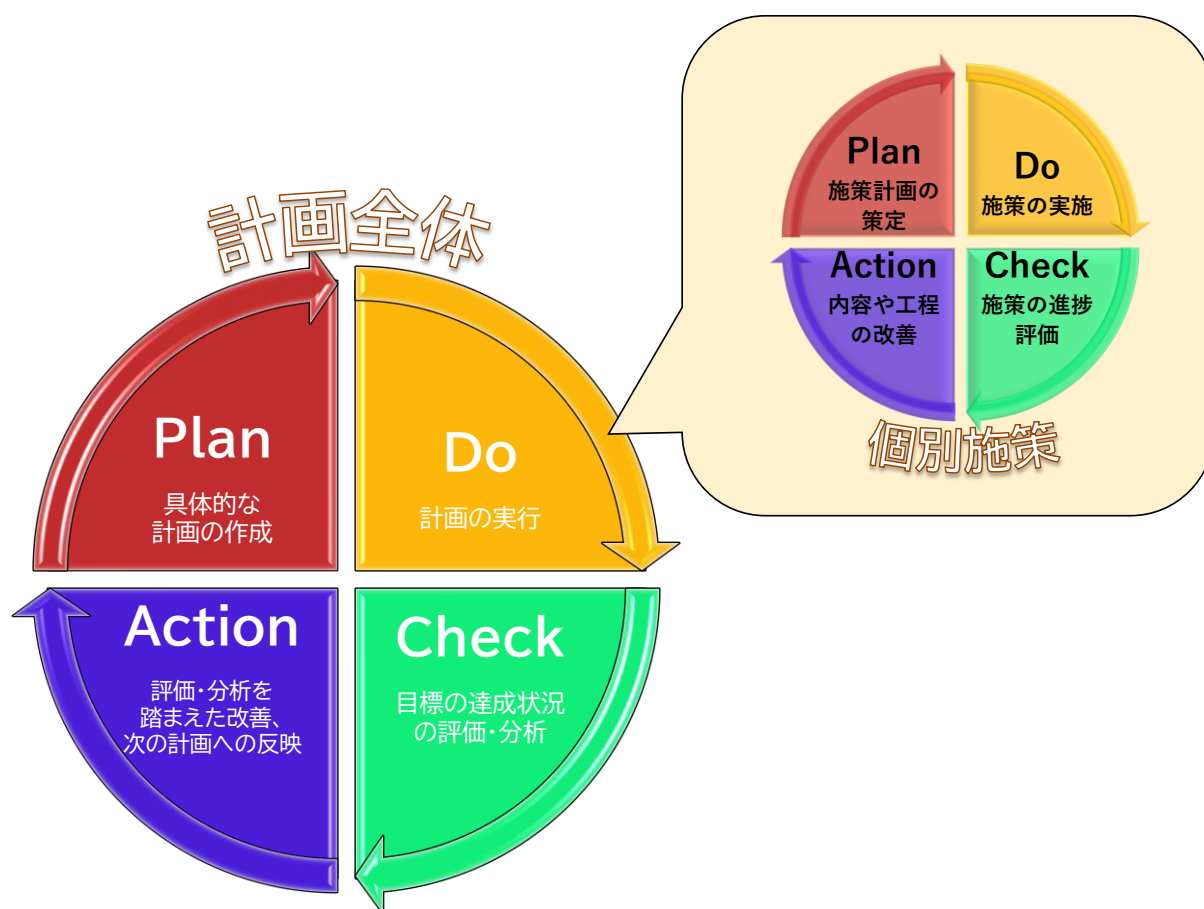 計画全体
Plan
具体的な
計画の作成
Do
計画の実行
Check
目標の達成状況
の評価･分析
Action
評価･分析を
踏まえた改善、
次の計画への反映
Plan
施策計画の
策定
Do
施策の実施
Check
施策の進捗
評価
Action
内容や工程
の改善
個別施策